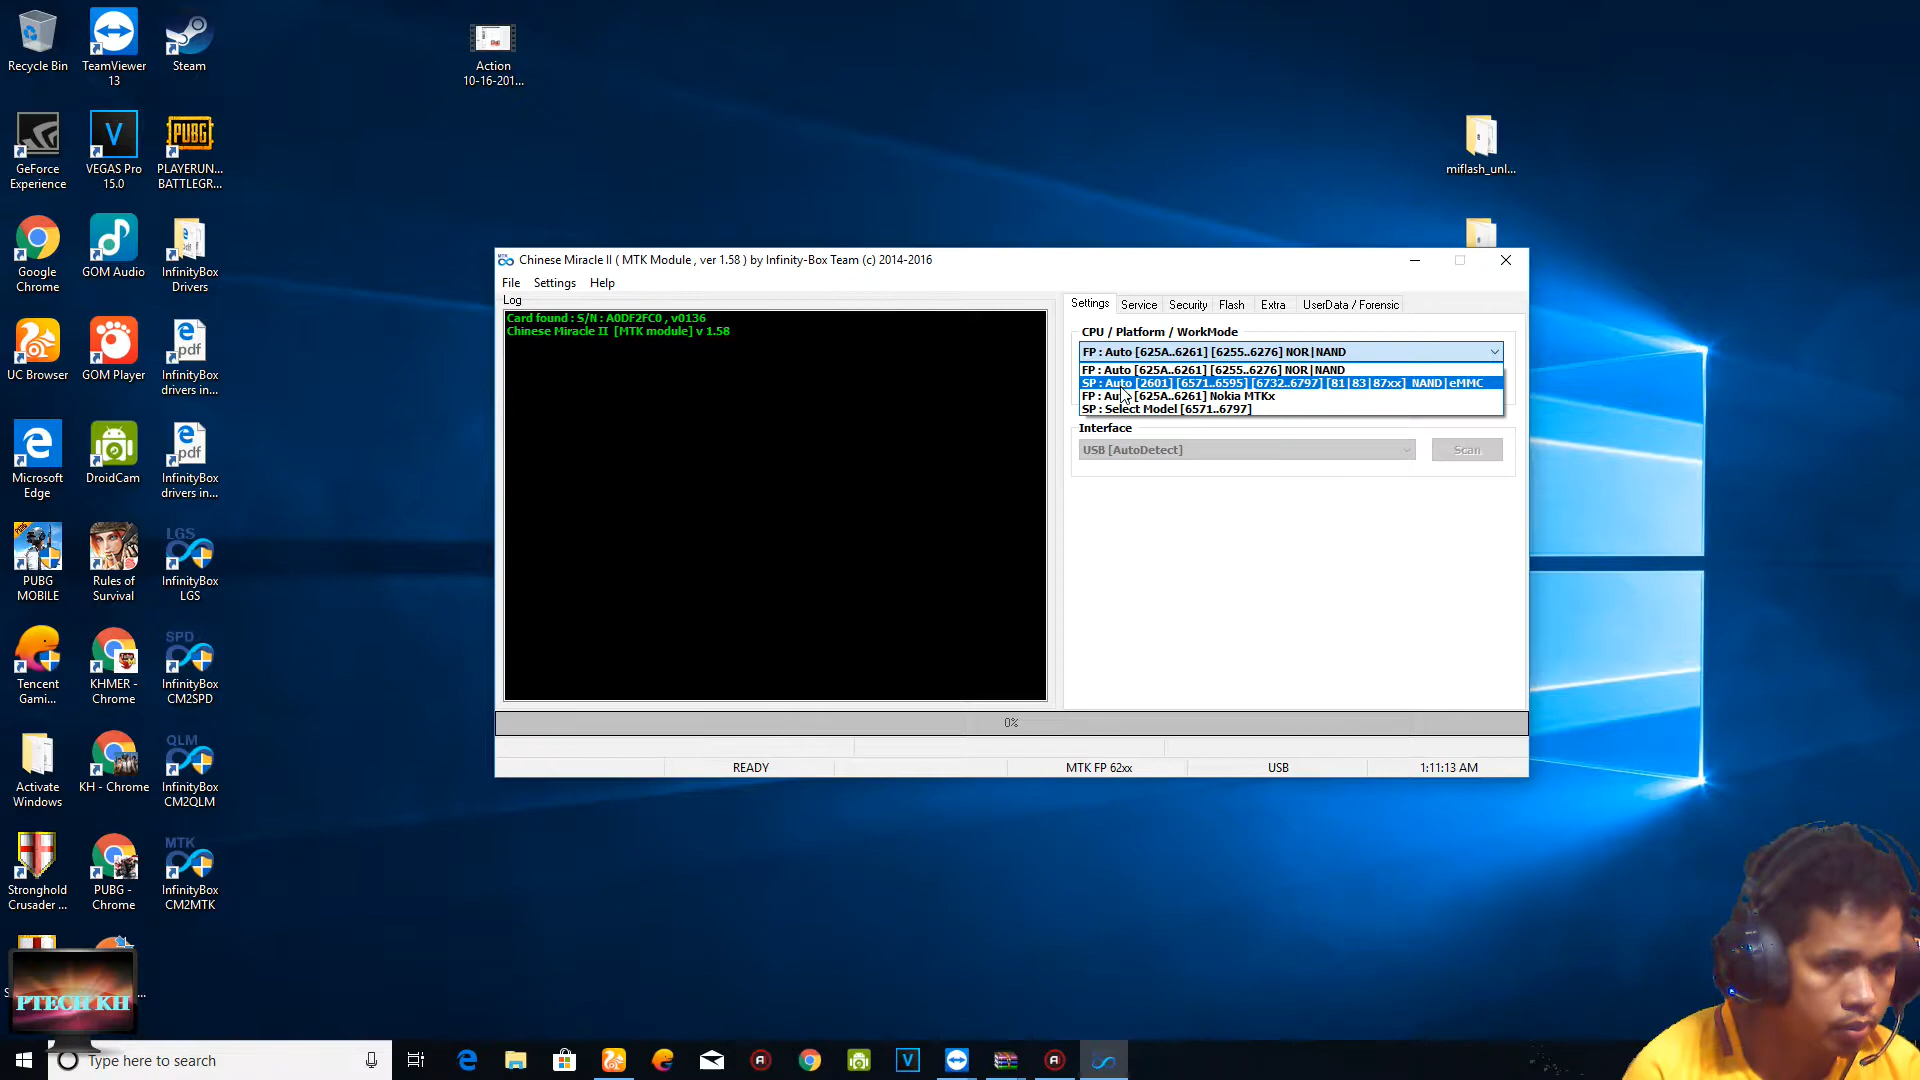 Recycle Bin
TeamViewer
13
Steam
Action
10-16-201...
GeForce
Experience
VEGAS Pro
15.0
PUBG
PLAYERUN...
BATTLEGR...
miflash_unl...
Google
Chrome
GOM Audio
InfinityBox
Drivers
UC Browser
GOM Player
InfinityBox
drivers in...
Microsoft
Edge
DroidCam
InfinityBox
drivers in...
PUBG
MOBILE
Rules of
Survival
LGS
InfinityBox
LGS
Tencent
Gami...
KHMER -
Chrome
SPD
InfinityBox
CM2SPD
Activate
Windows
KH - Chrome
QLM
InfinityBox
CM2QLM
Stronghold
Crusader ...
PUBG -
Chrome
MTK
InfinityBox
CM2MTK
PTECH KH
Chinese Miracle II ( MTK Module , ver 1.58 ) by Infinity-Box Team (c) 2014-2016
File
Settings
Help
Log
Card found : S/N : A0DF2FC0 , v0136
Chinese Miracle II [MTK module] v 1.58
Settings
Service
Security
Flash
Extra
UserData / Forensic
CPU / Platform / WorkMode
FP : Auto [625A..6261] [6255..6276] NOR|NAND
FP : Auto [625A..6261] [6255..6276] NOR|NAND
SP : Auto [2601] [6571..6595] [6732..6797] [81|83|87xx] NAND|eMMC
FP : Auto [625A..6261] Nokia MTKx
SP : Select Model [6571..6797]
Interface
USB [AutoDetect]
Scan
0%
READY
MTK FP 62xx
USB
1:11:13 AM
Type here to search